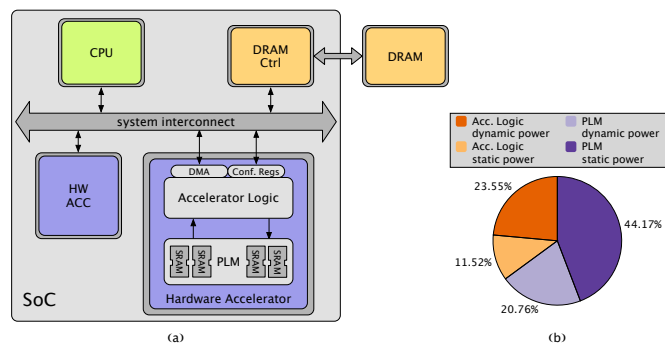 CPU
DRAM
Ctrl
DRAM
system interconnect
HW
ACC
DMA
Conf. Regs
Accelerator Logic
SRAM
SRAM
PLM
SRAM
SRAM
Hardware Accelerator
SoC
(a)
Acc. Logic
dynamic power
PLM
dynamic power
Acc. Logic
static power
PLM
static power
23.55%
44.17%
11.52%
20.76%
(b)